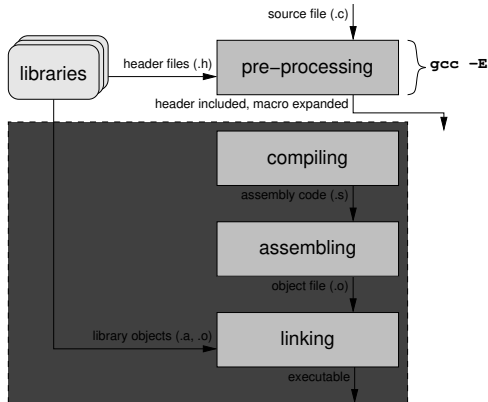 source file (.c)
libraries
header files (.h)
pre−processing
gcc −E
header included, macro expanded
compiling
assembly code (.s)
assembling
object file (.o)
library objects (.a, .o)
linking
executable